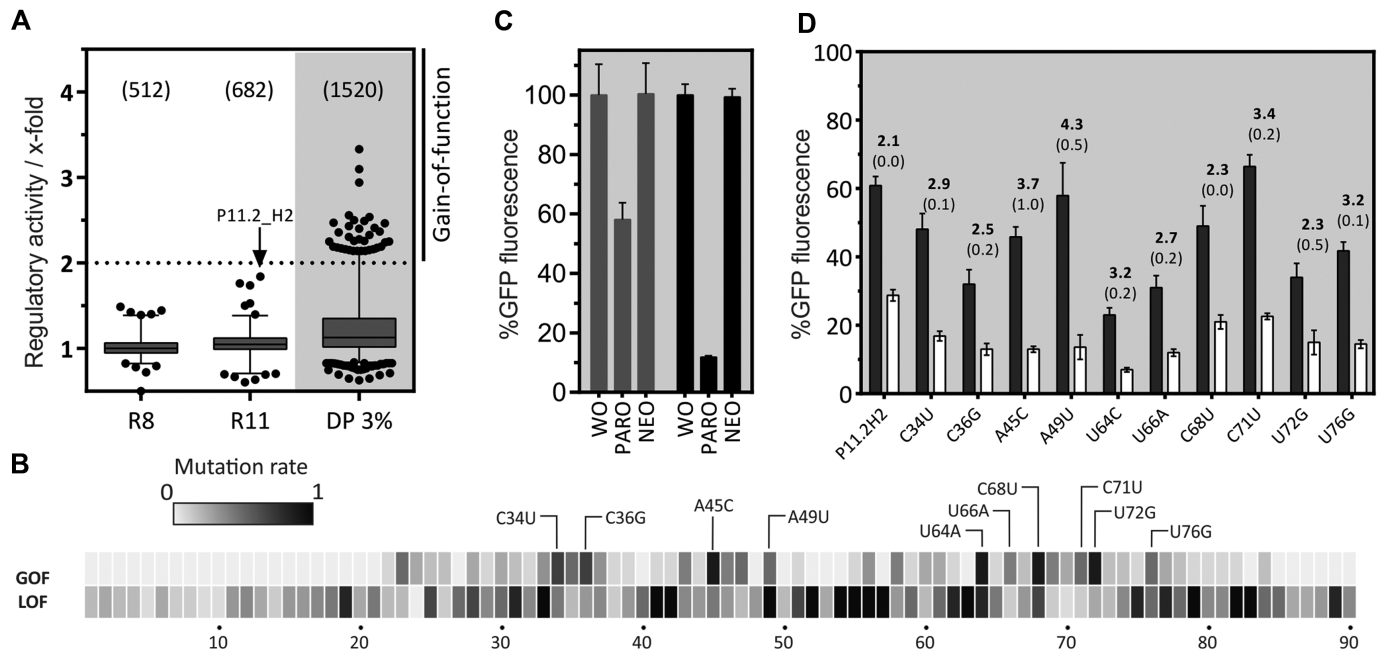 A
Regulatory activity / x-fold
4
3
2
1
(512)
(682)
(1520)
P11.2_H2
R8
R11
DP 3%
Gain-of-function
C
%GFP fluorescence
100
80
60
40
20
0
WO
PARO
NEO
WO
PARO
NEO
D
%GFP fluorescence
100
80
60
40
20
0
2.1
(0.0)
2.9
(0.1)
2.5
(0.2)
3.7
(1.0)
4.3
(0.5)
3.2
(0.2)
2.7
(0.2)
2.3
(0.0)
3.4
(0.2)
2.3
(0.5)
3.2
(0.1)
P11.2H2
C34U
C36G
A45C
A49U
U64C
U66A
C68U
C71U
U72G
U76G
B
Mutation rate
0
1
C34U
C36G
A45C
A49U
U64A
U66A
C68U
C71U
U72G
U76G
GOF
LOF
10
20
30
40
50
60
70
80
90